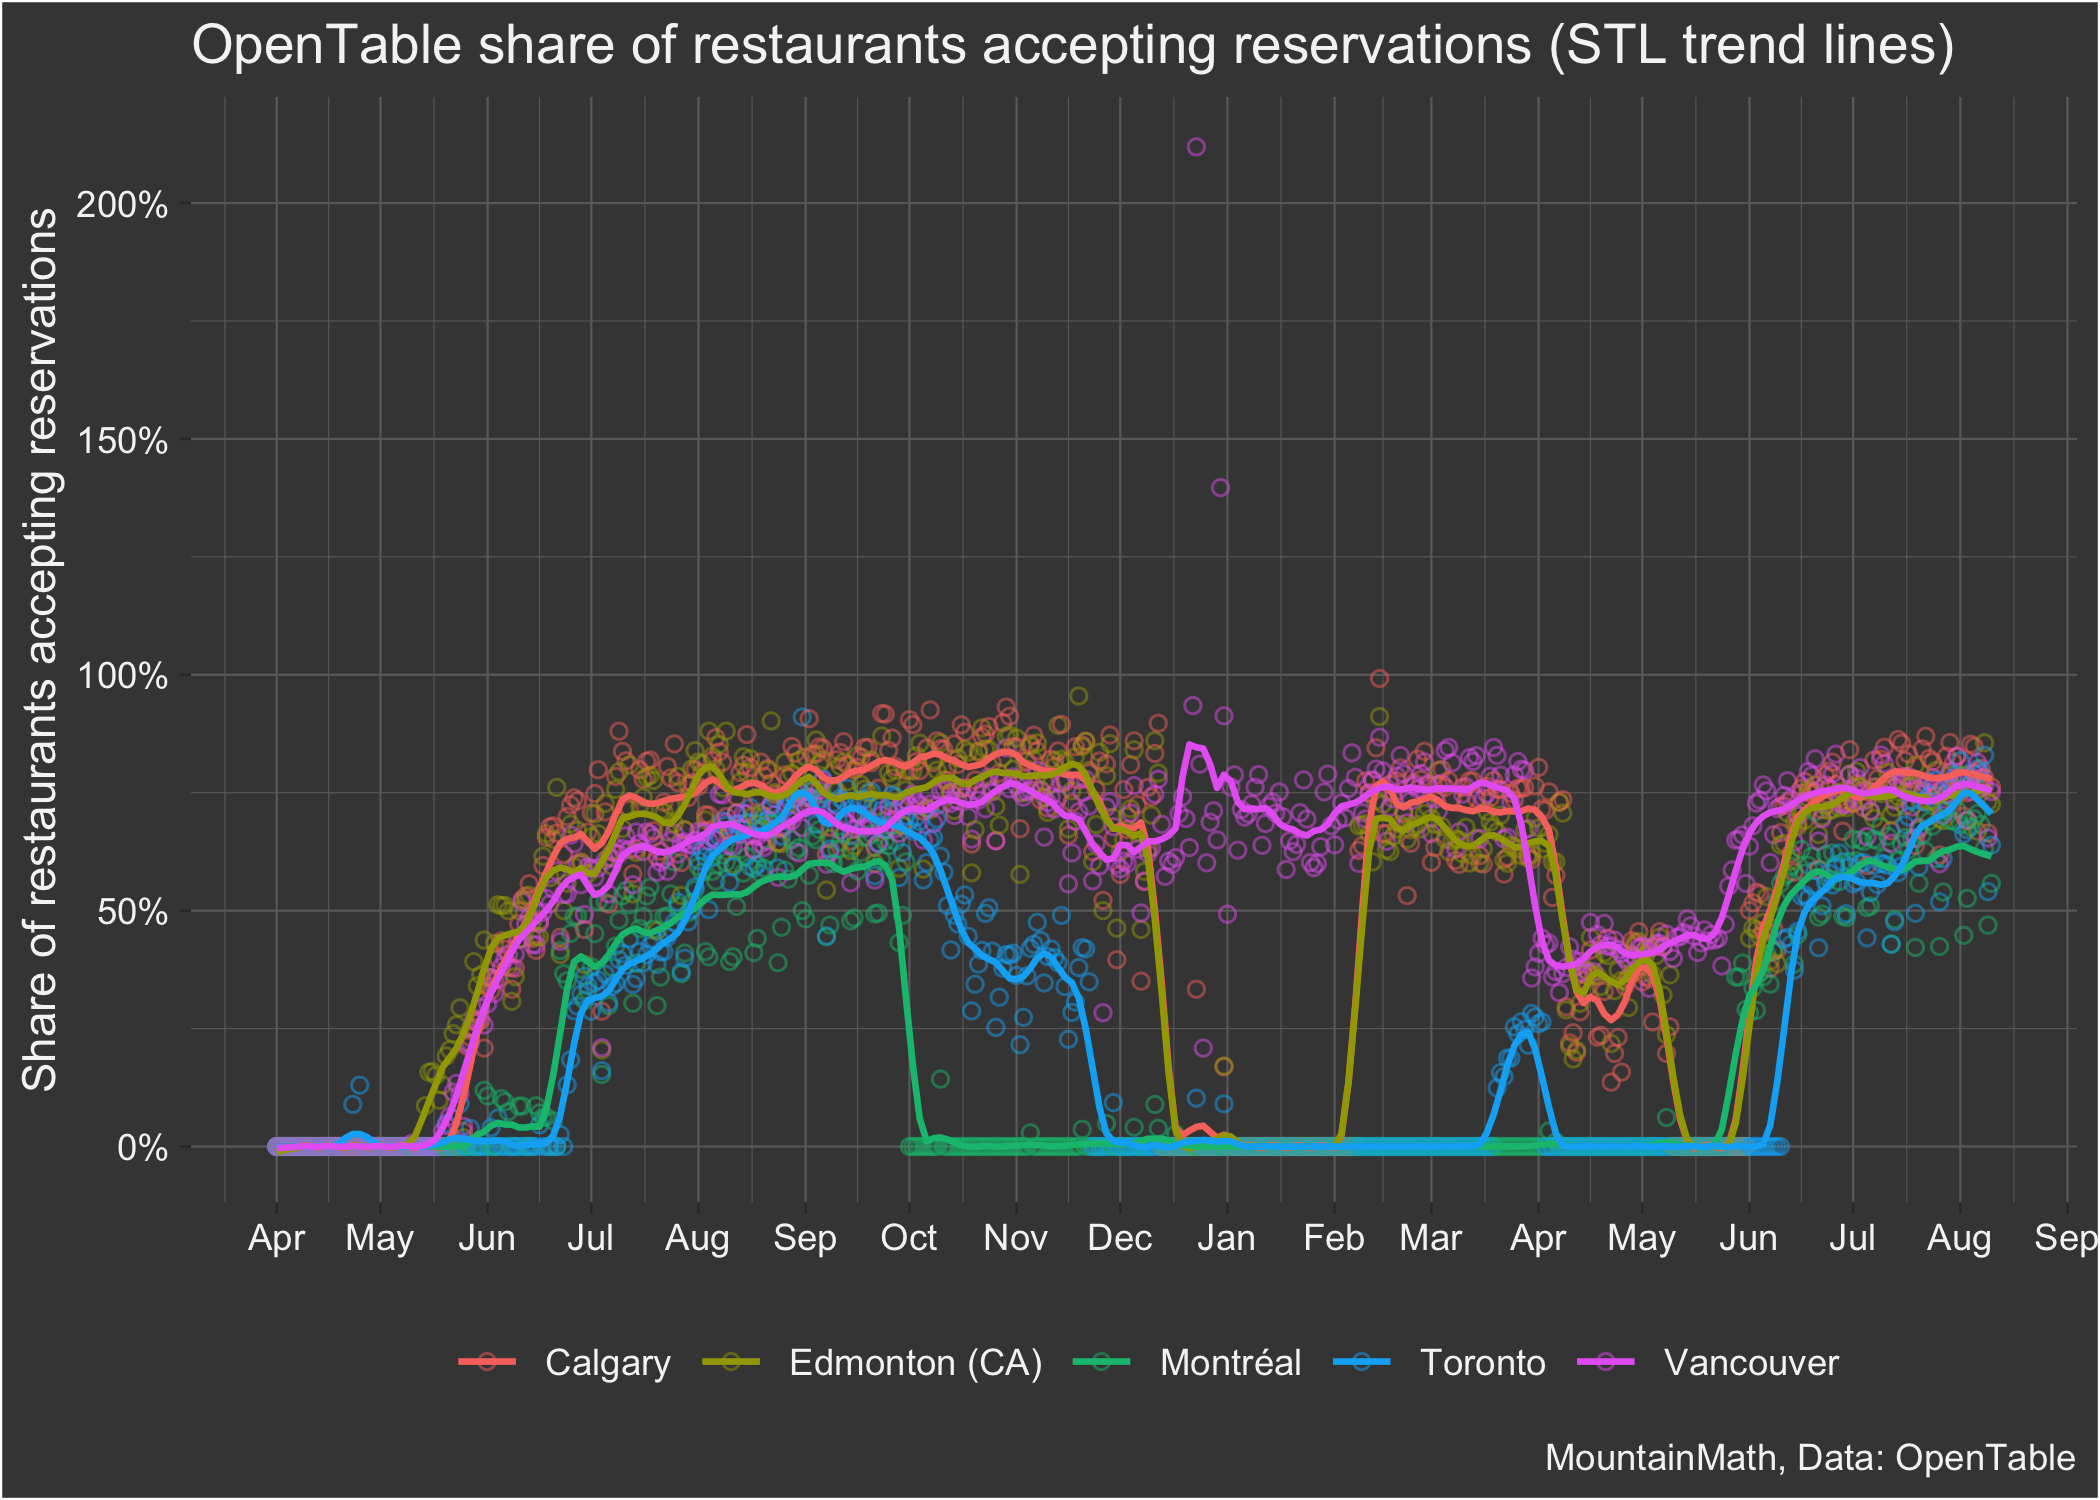 OpenTable share of restaurants accepting reservations (STL trend lines)
Share of restaurants accepting reservations
200%
150%
100%
50%
0%
Apr May Jun Jul Aug Sep Oct Nov Dec Jan Feb Mar Apr May Jun Jul Aug Sep
Calgary Edmonton (CA) Montréal Toronto Vancouver
MountainMath, Data: OpenTable